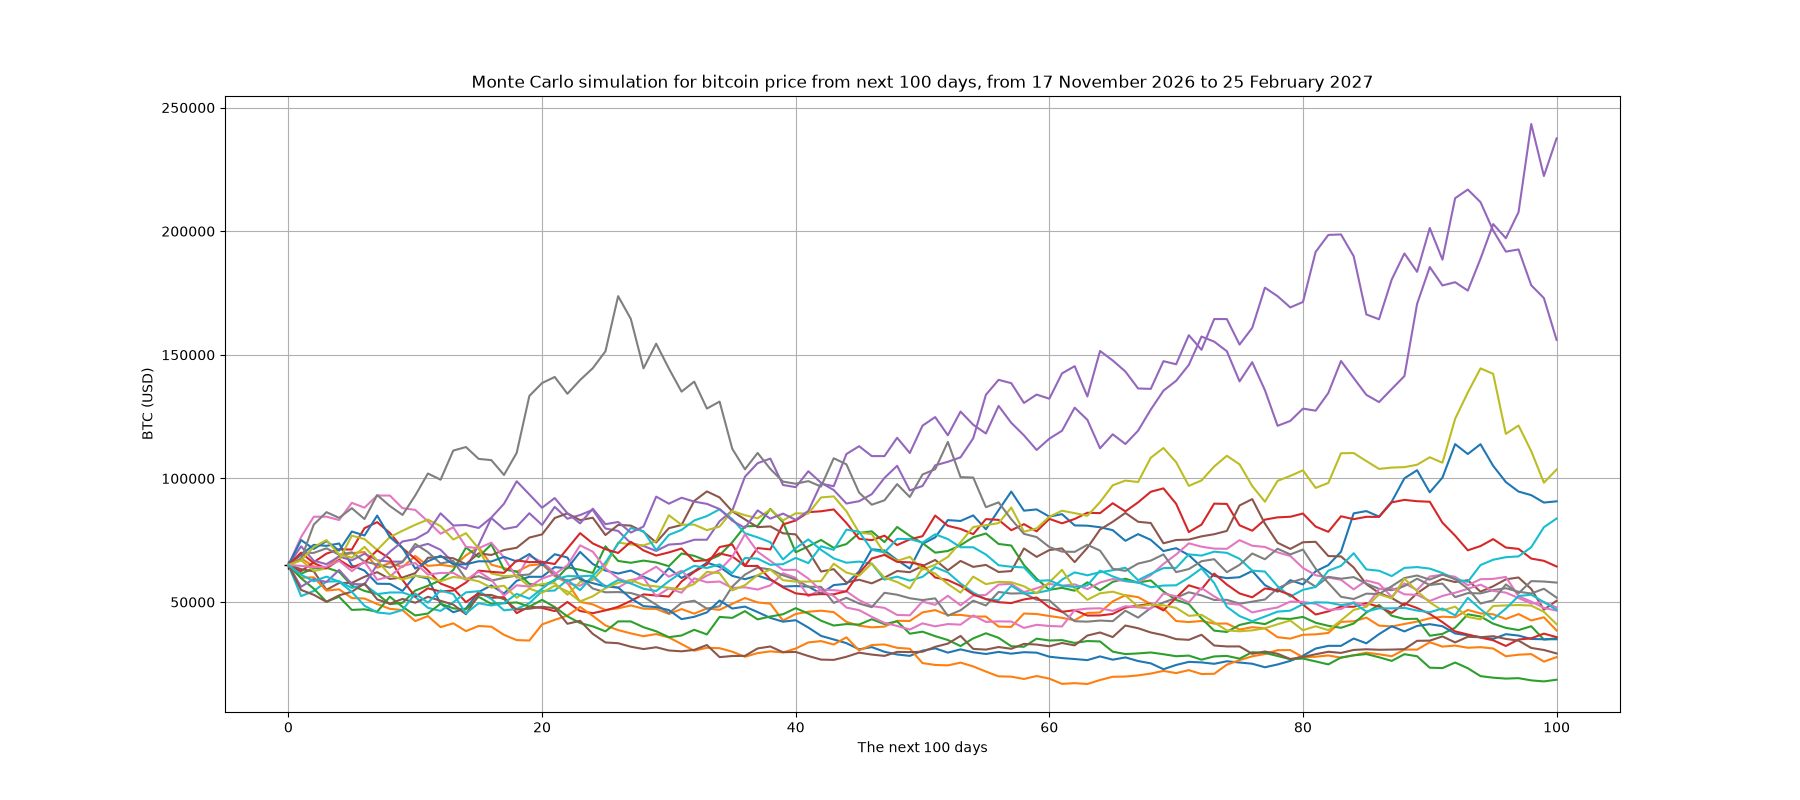 Monte Carlo simulation for bitcoin price from next 100 days, from 17 November 2026 to 25 February 2027
250000
200000
150000
100000
50000
BTC (USD)
0 20 40 60 80 100
The next 100 days